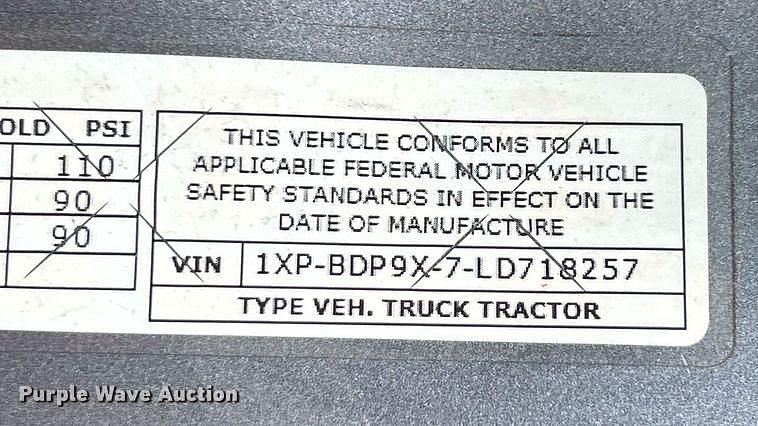 OLD PSI
110
90
90
THIS VEHICLE CONFORMS TO ALL
APPLICABLE FEDERAL MOTOR VEHICLE
SAFETY STANDARDS IN EFFECT ON THE
DATE OF MANUFACTURE
VIN 1XP-BDP9X-7-LD718257
TYPE VEH. TRUCK TRACTOR
Purple Wave Auction